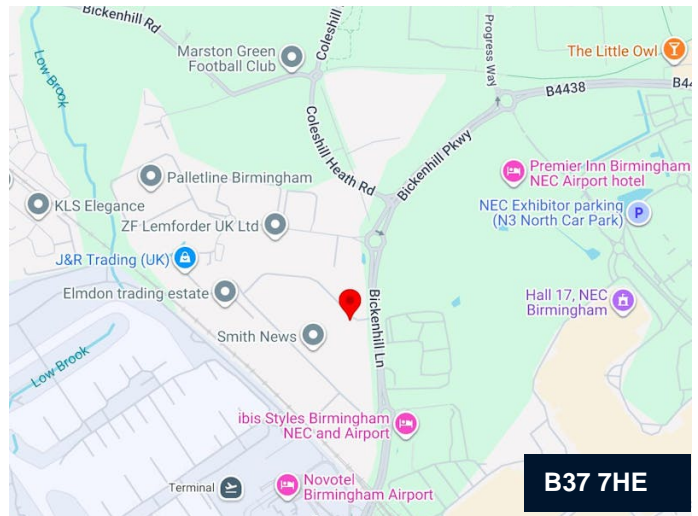 Bickenhill Rd
Coleshill
Marston Green
Football Club
Low Brook
Progress Way
The Little Owl
B4438
B44
Coleshill Heath Rd
Bickenhill Pkwy
Palletline Birmingham
Premier Inn Birmingham
NEC Airport hotel
KLS Elegance
ZF Lemforder UK Ltd
NEC Exhibitor parking
(N3 North Car Park)
P
J&R Trading (UK)
Elmdon trading estate
Bickenhill Ln
Hall 17, NEC
Birmingham
Smith News
Low Brook
ibis Styles Birmingham
NEC and Airport
Terminal
Novotel
Birmingham Airport
B37 7HE